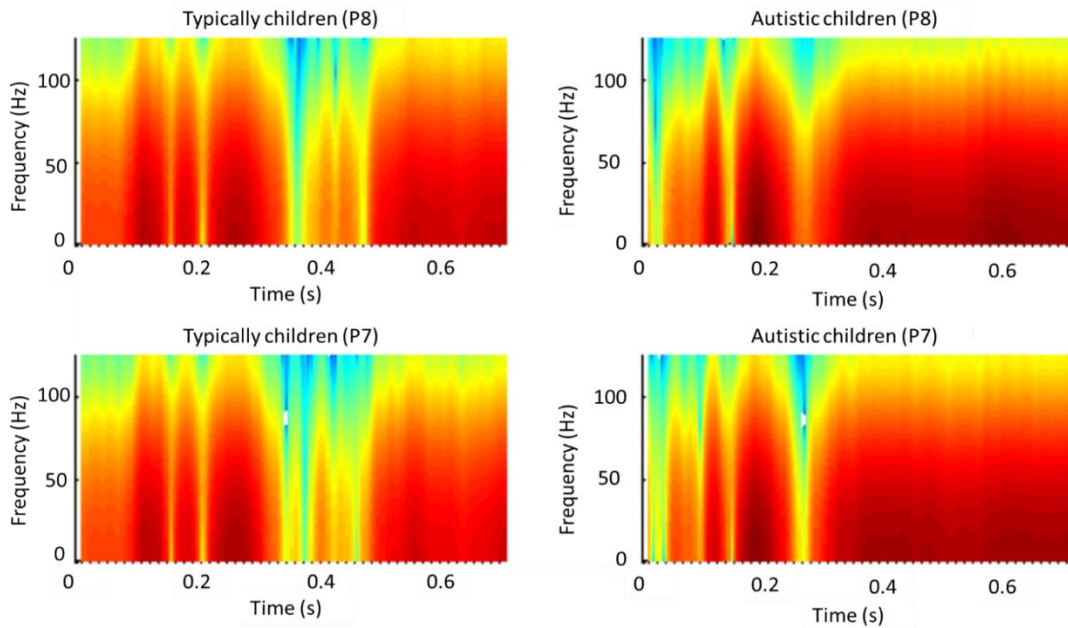 Typically children (P8)
Frequency (Hz)
100
50
0
0 0.2 0.4 0.6
Time (s)
Autistic children (P8)
Frequency (Hz)
100
50
0
0 0.2 0.4 0.6
Time (s)
Typically children (P7)
Frequency (Hz)
100
50
0
0 0.2 0.4 0.6
Time (s)
Autistic children (P7)
Frequency (Hz)
100
50
0
0 0.2 0.4 0.6
Time (s)